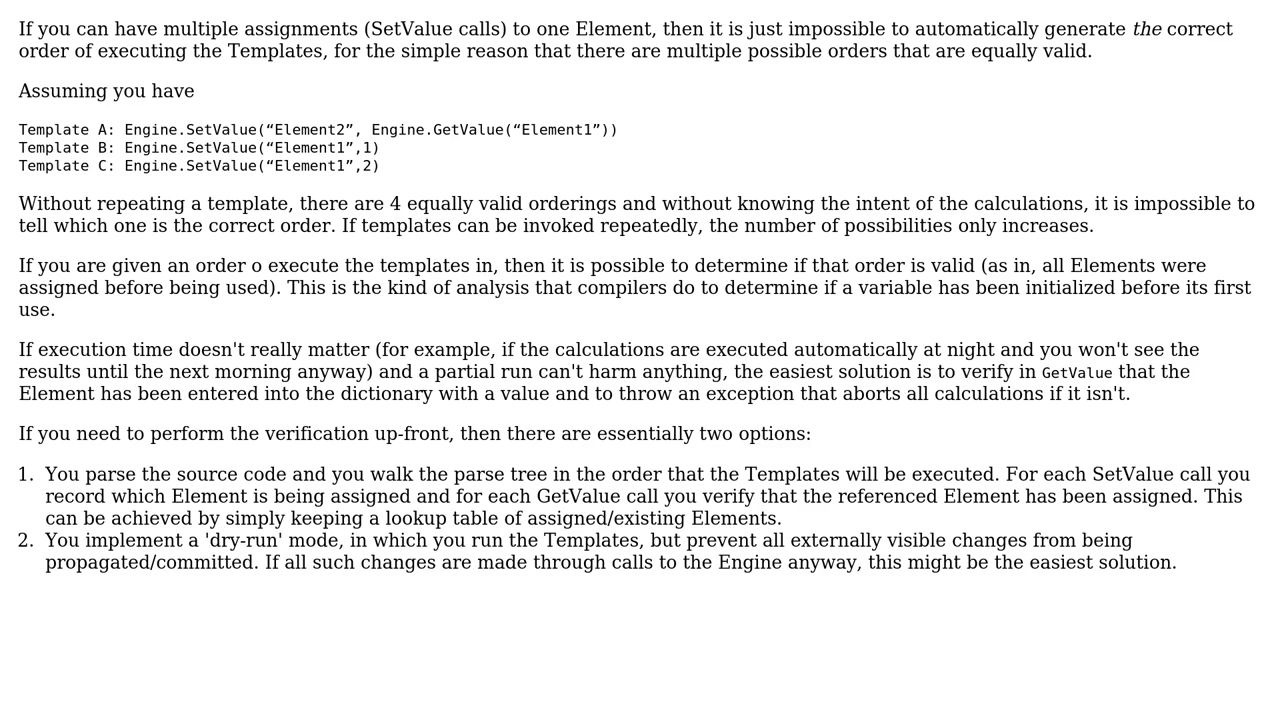 If you can have multiple assignments (SetValue calls) to one Element, then it is just impossible to automatically generate the correct
order of executing the Templates, for the simple reason that there are multiple possible orders that are equally valid.
Assuming you have
Template A: Engine.SetValue(“Element2”, Engine.GetValue(“Element1”))
Template B: Engine.SetValue(“Element1”,1)
Template C: Engine.SetValue(“Element1”,2)
Without repeating a template, there are 4 equally valid orderings and without knowing the intent of the calculations, it is impossible to
tell which one is the correct order. If templates can be invoked repeatedly, the number of possibilities only increases.
If you are given an order o execute the templates in, then it is possible to determine if that order is valid (as in, all Elements were
assigned before being used). This is the kind of analysis that compilers do to determine if a variable has been initialized before its first
use.
If execution time doesn't really matter (for example, if the calculations are executed automatically at night and you won't see the
results until the next morning anyway) and a partial run can't harm anything, the easiest solution is to verify in GetValue that the
Element has been entered into the dictionary with a value and to throw an exception that aborts all calculations if it isn't.
If you need to perform the verification up-front, then there are essentially two options:
1. You parse the source code and you walk the parse tree in the order that the Templates will be executed. For each SetValue call you
record which Element is being assigned and for each GetValue call you verify that the referenced Element has been assigned. This
can be achieved by simply keeping a lookup table of assigned/existing Elements.
2. You implement a 'dry-run' mode, in which you run the Templates, but prevent all externally visible changes from being
propagated/committed. If all such changes are made through calls to the Engine anyway, this might be the easiest solution.